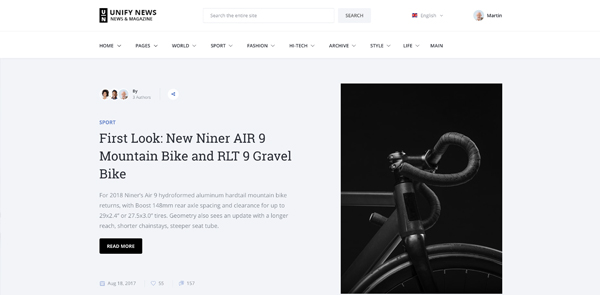 UN
UNIFY NEWS
NEWS & MAGAZINE
Search the entire site
SEARCH
English
Martin
HOME
PAGES
WORLD
SPORT
FASHION
HI-TECH
ARCHIVE
STYLE
LIFE
MAIN
By
3 Authors
SPORT
First Look: New Niner AIR 9
Mountain Bike and RLT 9 Gravel
Bike
For 2018 Niner's Air 9 hydroformed aluminum hardtail mountain bike
returns, with Boost 148mm rear axle spacing and clearance for up to
29x2.4" or 27.5x3.0" tires. Geometry also sees an update with a longer
reach, shorter chainstays, steeper seat tube.
READ MORE
Aug 18, 2017
55
157